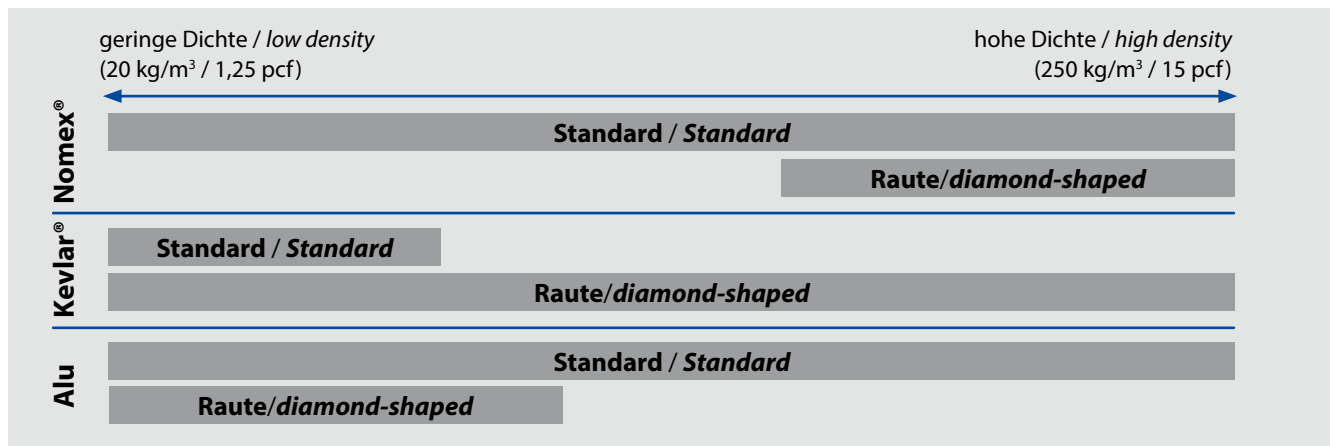 geringe Dichte / low density
(20 kg/m³ / 1,25 pcf)
hohe Dichte / high density
(250 kg/m³ / 15 pcf)
Nomex®
Standard / Standard
Raute/diamond-shaped
Kevlar®
Standard / Standard
Raute/diamond-shaped
Alu
Standard / Standard
Raute/diamond-shaped